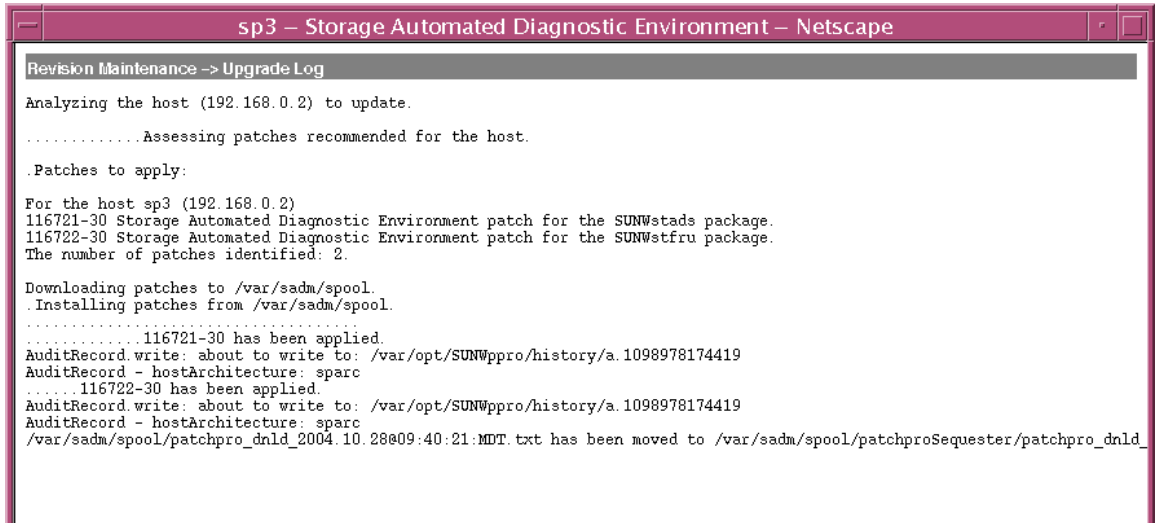 sp3 – Storage Automated Diagnostic Environment – Netscape
Revision Maintenance –> Upgrade Log
Analyzing the host (192.168.0.2) to update.
.............Assessing patches recommended for the host.
.Patches to apply:
For the host sp3 (192.168.0.2)
116721-30 Storage Automated Diagnostic Environment patch for the SUNWstads package.
116722-30 Storage Automated Diagnostic Environment patch for the SUNWstfru package.
The number of patches identified: 2.
Downloading patches to /var/sadm/spool.
.Installing patches from /var/sadm/spool.
.....................................
.............116721-30 has been applied.
AuditRecord.write: about to write to: /var/opt/SUNWppro/history/a.1098978174419
AuditRecord - hostArchitecture: sparc
......116722-30 has been applied.
AuditRecord.write: about to write to: /var/opt/SUNWppro/history/a.1098978174419
AuditRecord - hostArchitecture: sparc
/var/sadm/spool/patchpro_dnld_2004.10.28@09:40:21:MDT.txt has been moved to /var/sadm/spool/patchproSequester/patchpro_dnld_